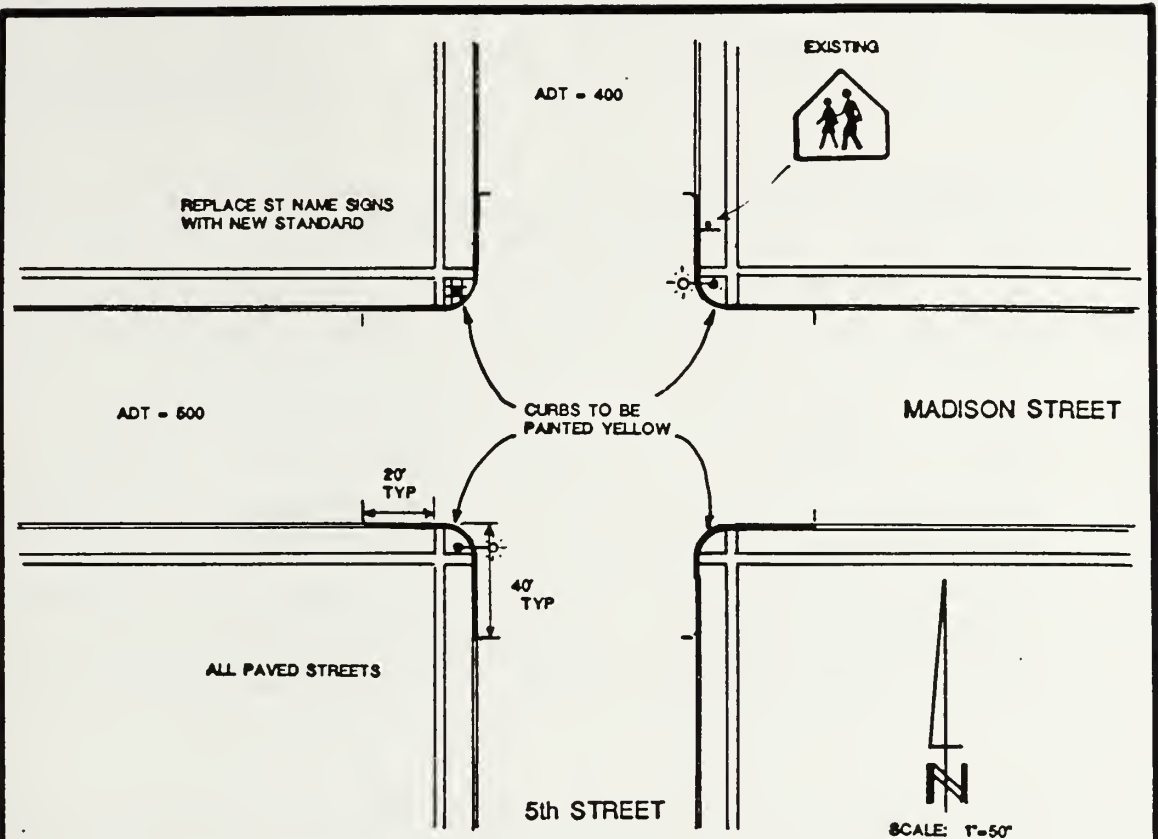 EXISTING
ADT - 400
REPLACE ST NAME SIGNS
WITH NEW STANDARD
ADT = 500
CURBS TO BE
PAINTED YELLOW
MADISON STREET
20'
TYP
40'
TYP
ALL PAVED STREETS
5th STREET
N
SCALE: 1"=50"